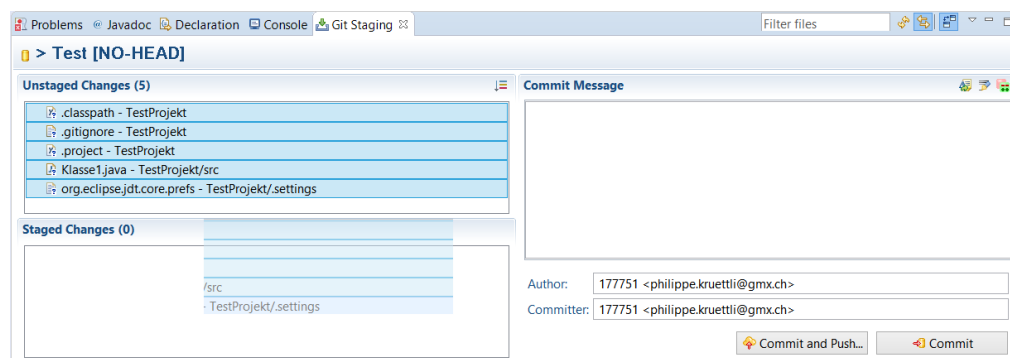 Problems @ Javadoc Declaration Console Git Staging
Filter files
> Test [NO-HEAD]
Unstaged Changes (5)
.classpath - TestProjekt
.gitignore - TestProjekt
.project - TestProjekt
Klasse1.java - TestProjekt/src
org.eclipse.jdt.core.prefs - TestProjekt/.settings
Staged Changes (0)
/src
- TestProjekt/.settings
Commit Message
Author: 177751 <philippe.kruettli@gmx.ch>
Committer: 177751 <philippe.kruettli@gmx.ch>
Commit and Push... Commit